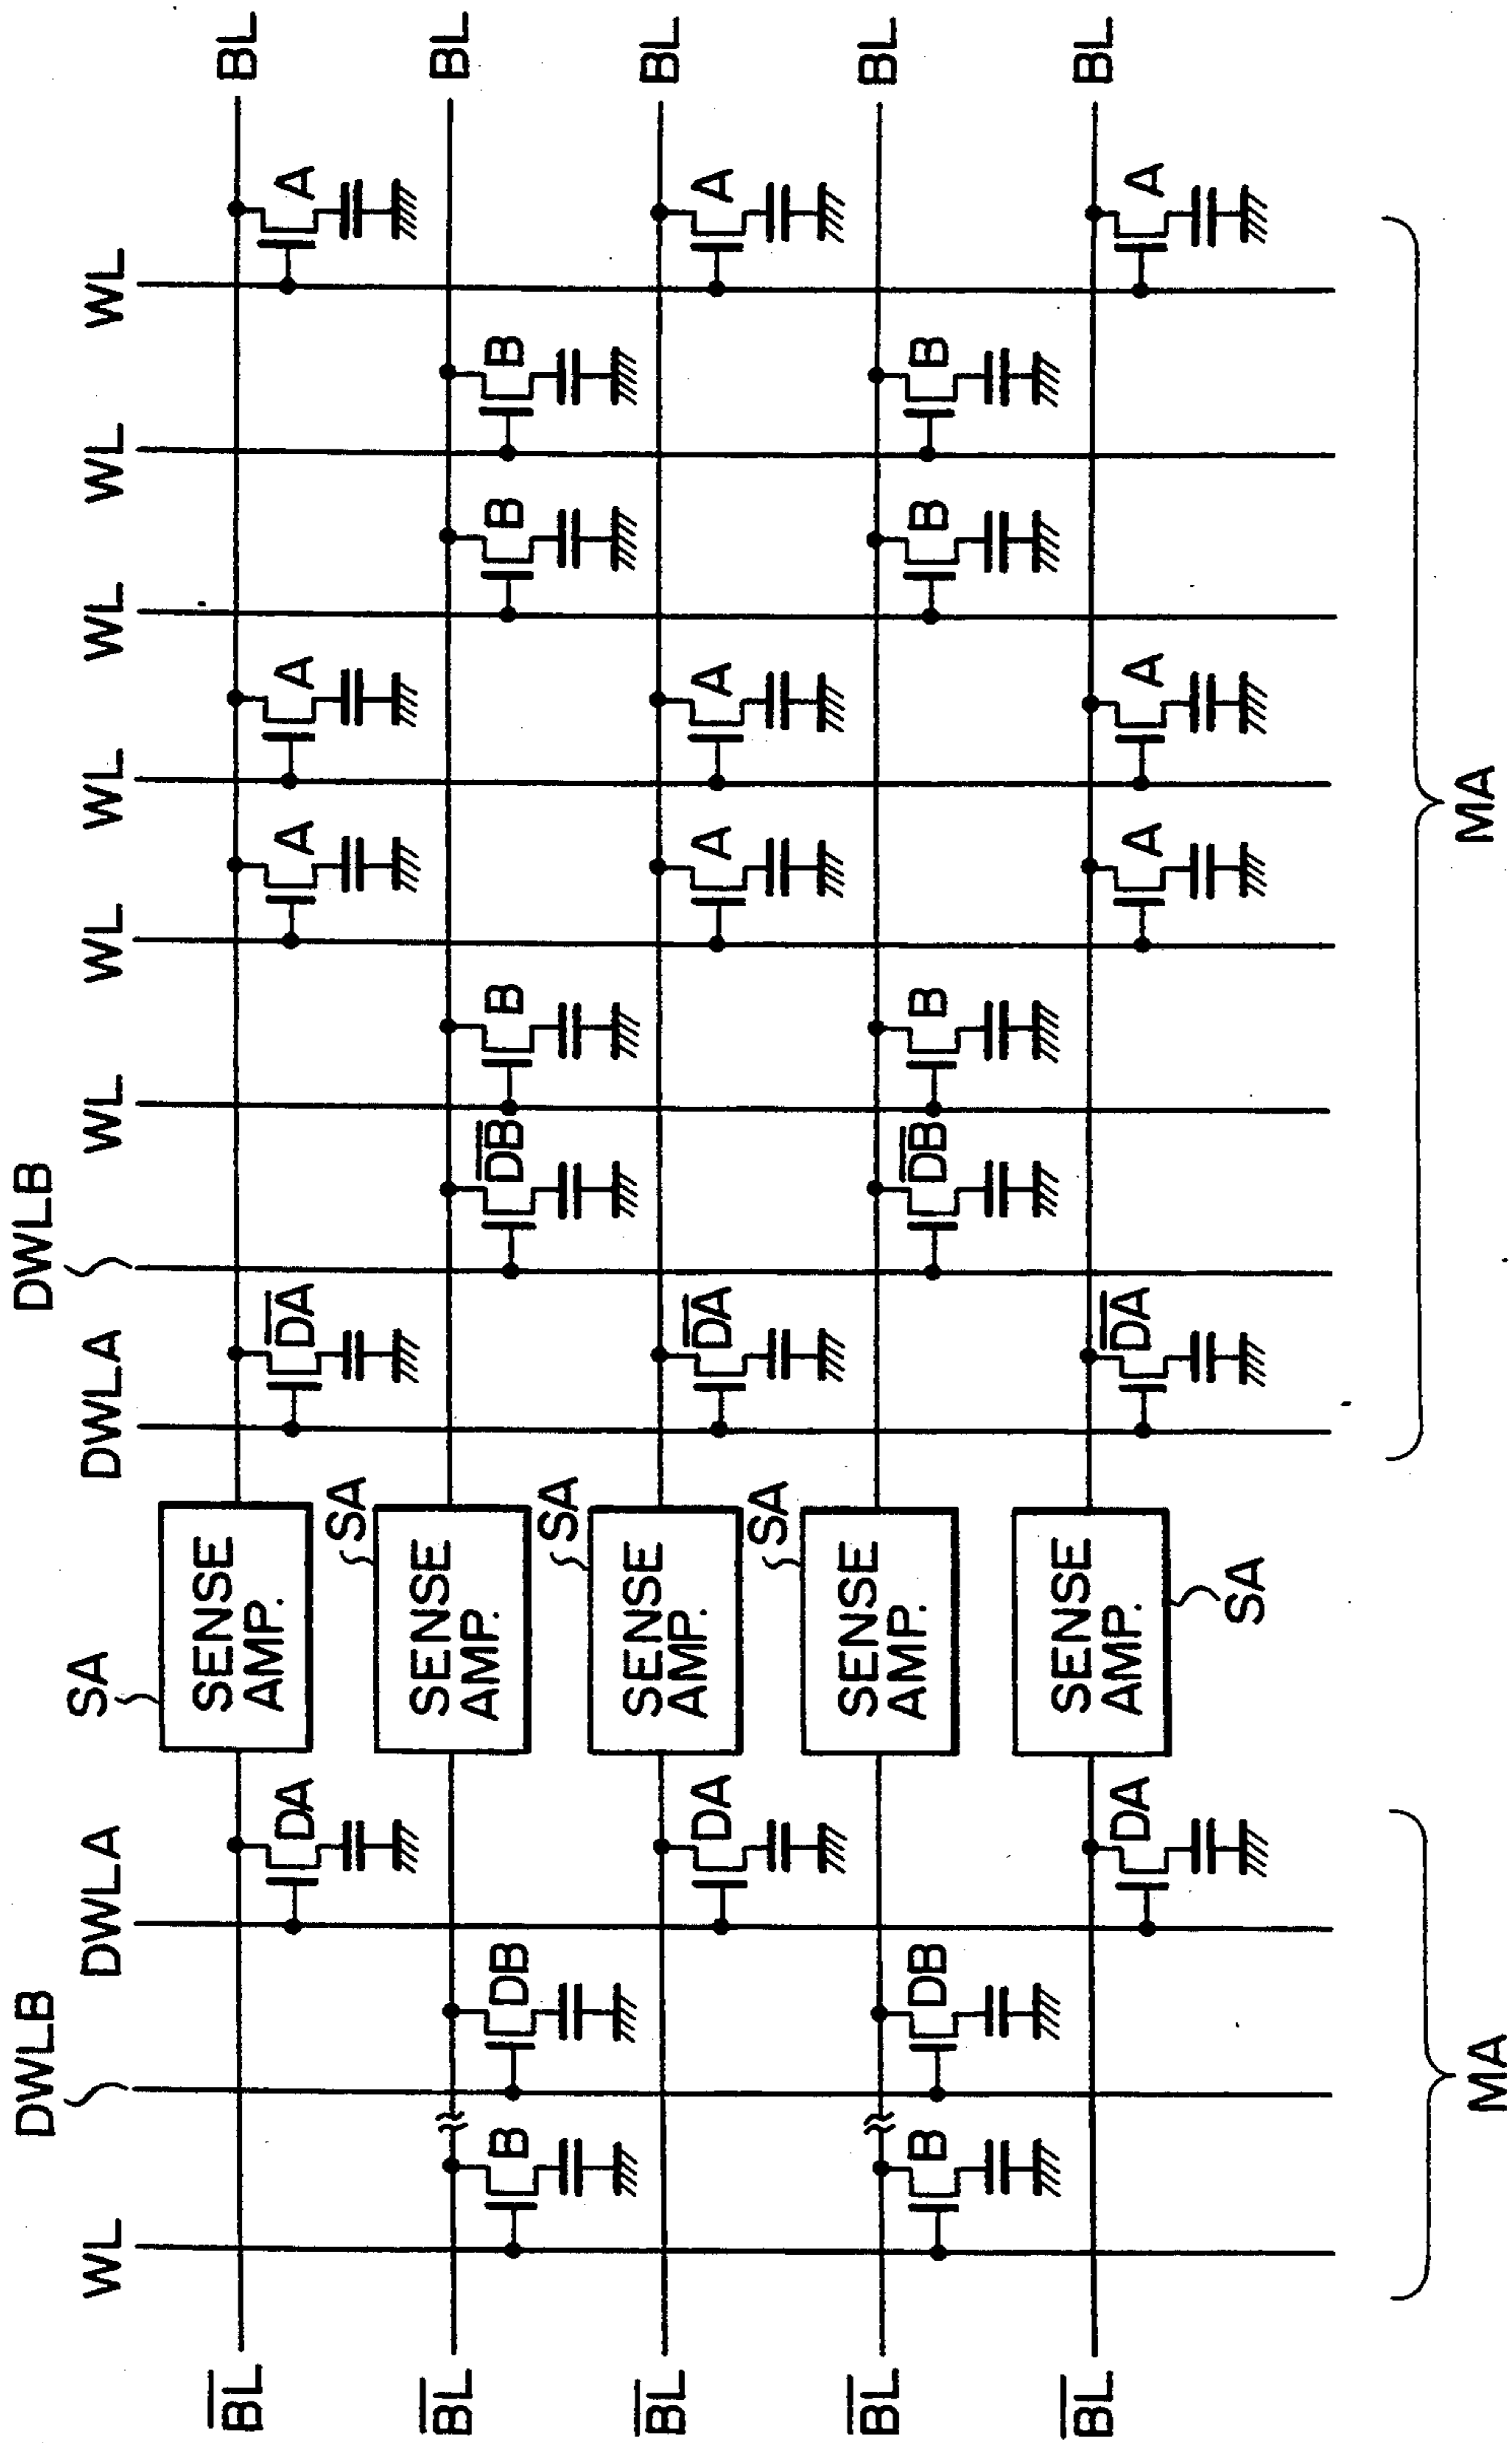 DWLB DWLB
WL DWLA SA DWLA WL WL WL WL WL WL
B̅L̅ SENSE BL
AMP.
DA D̅A̅ A A A
SA
B̅L̅ SENSE BL
AMP.
B DB D̅B̅ B B B
SA
B̅L̅ SENSE BL
AMP.
DA D̅A̅ A A A
SA
B̅L̅ SENSE BL
AMP.
B DB D̅B̅ B B B
B̅L̅ SENSE BL
AMP.
DA D̅A̅ A A A
SA
MA MA